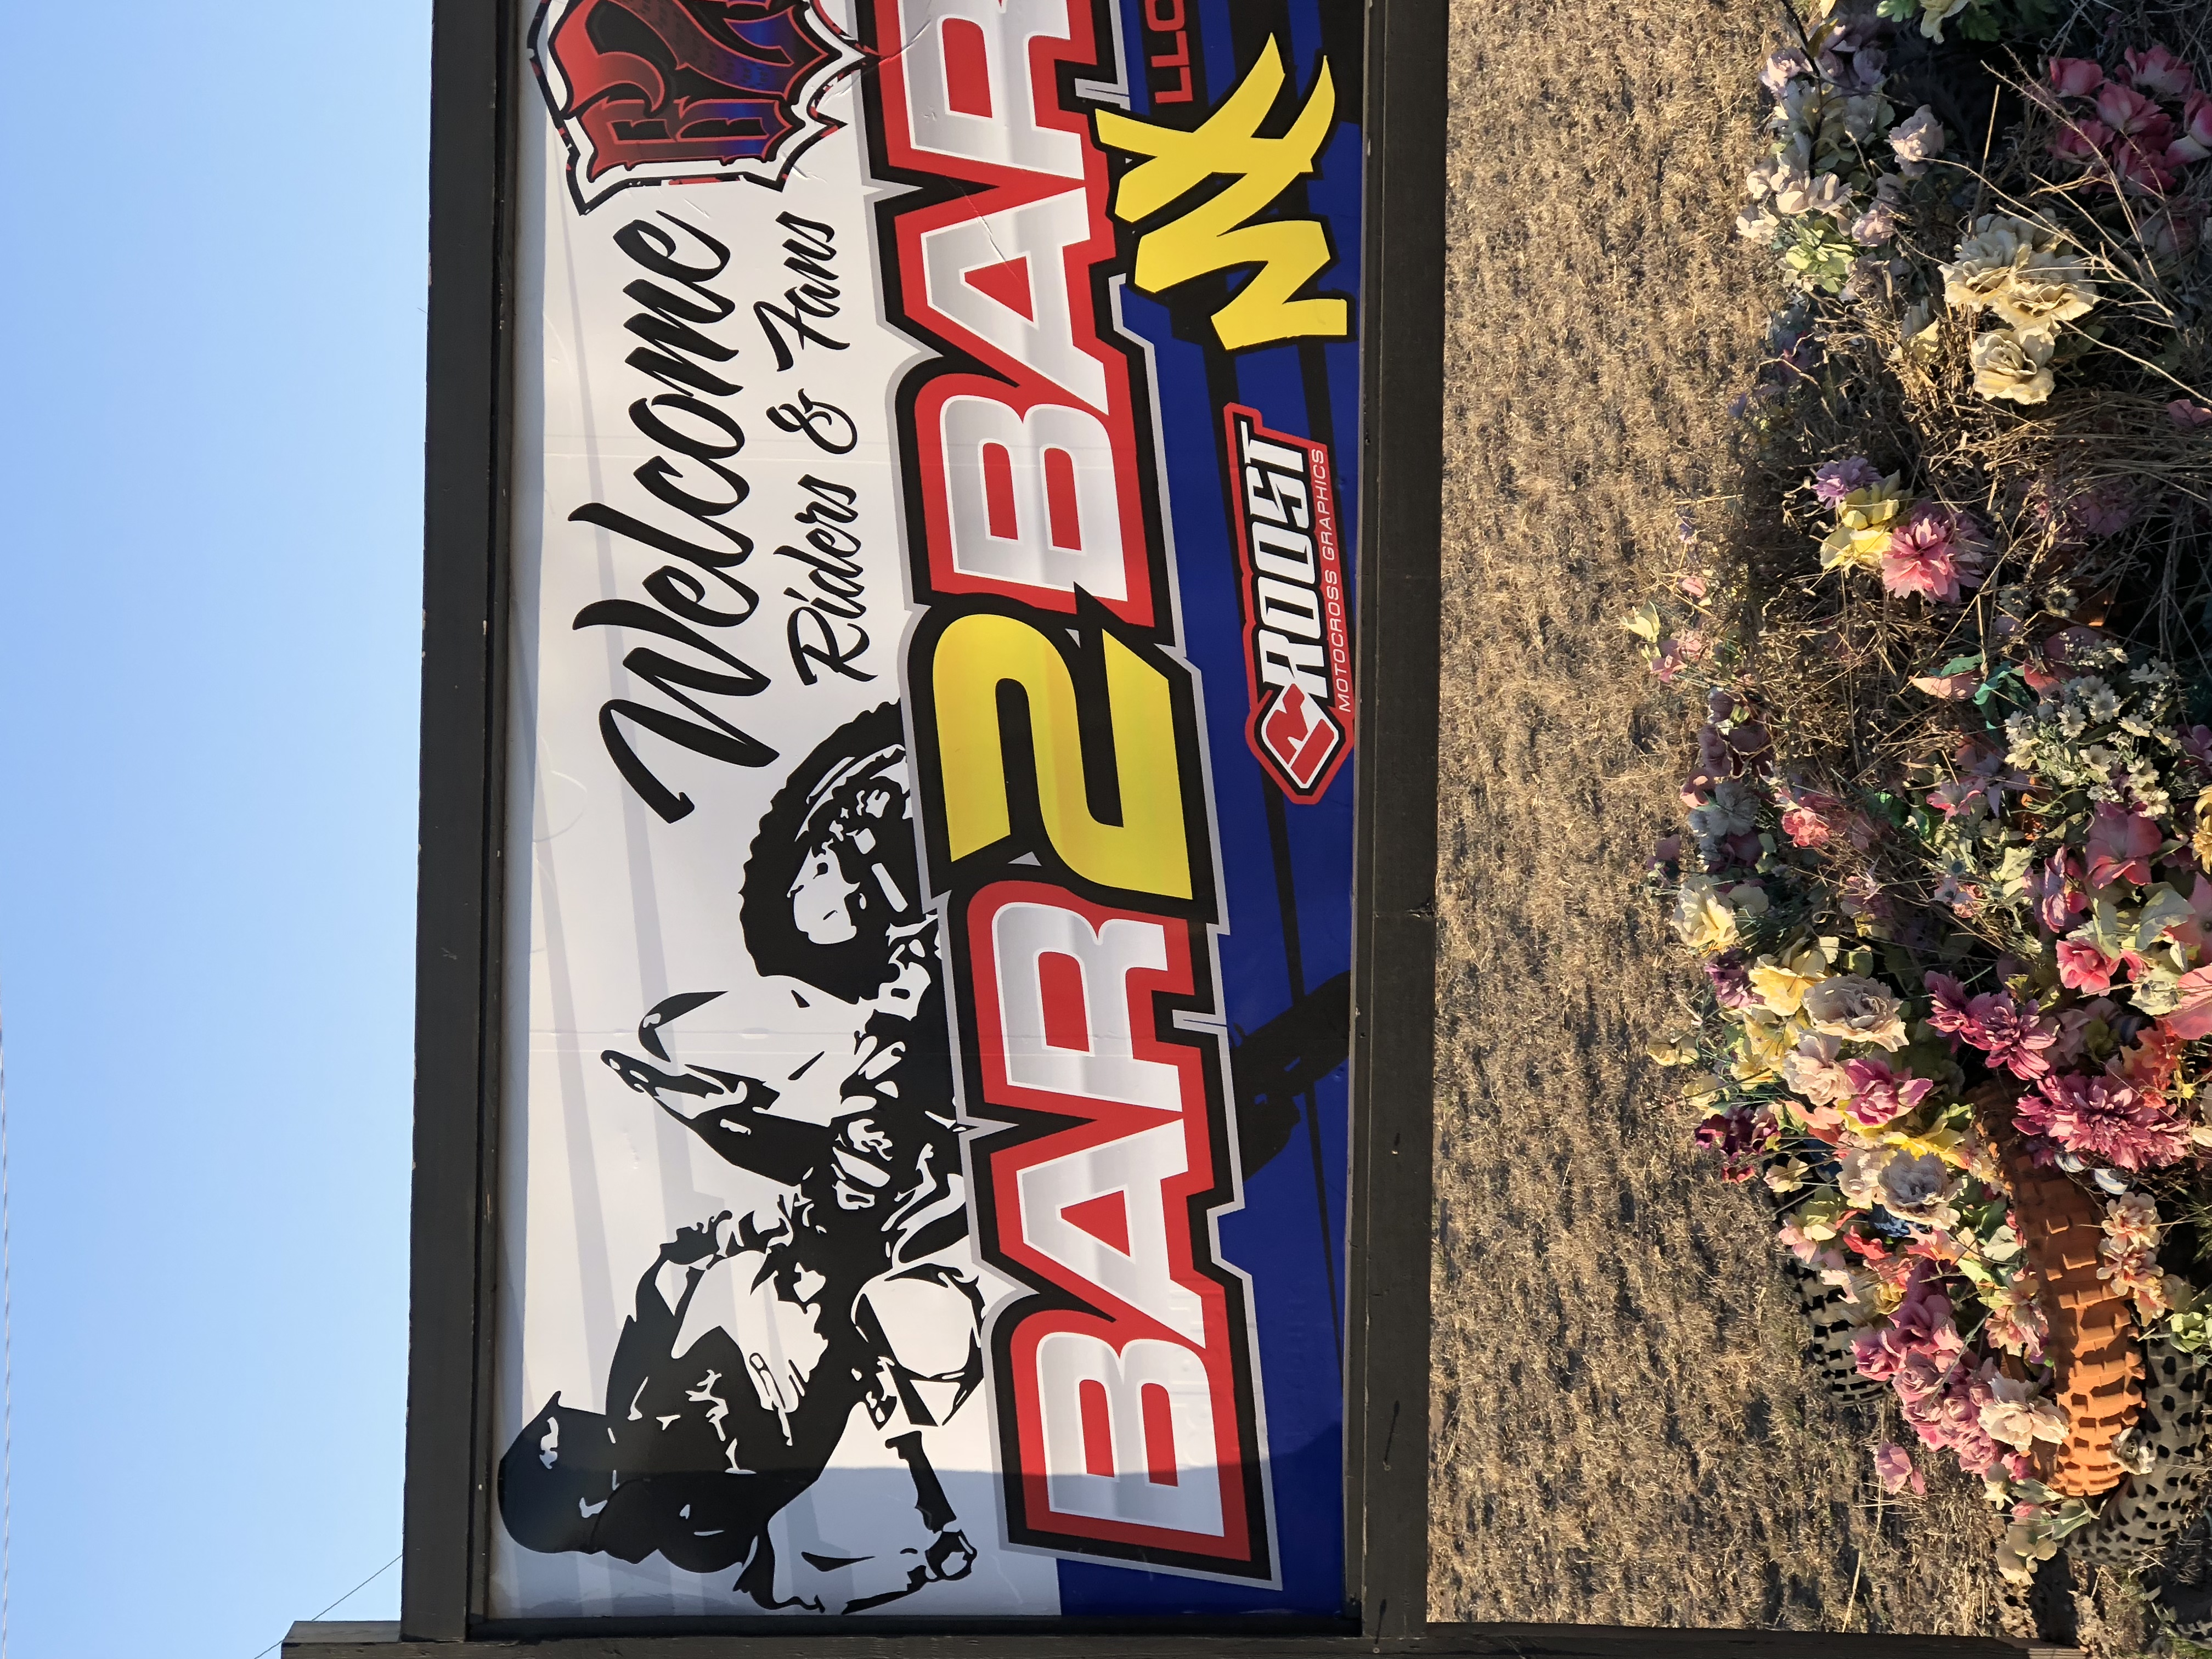 Welcome
Riders & Fans
BAR2BAR
MX
LLC
ROOST
MOTOCROSS GRAPHICS